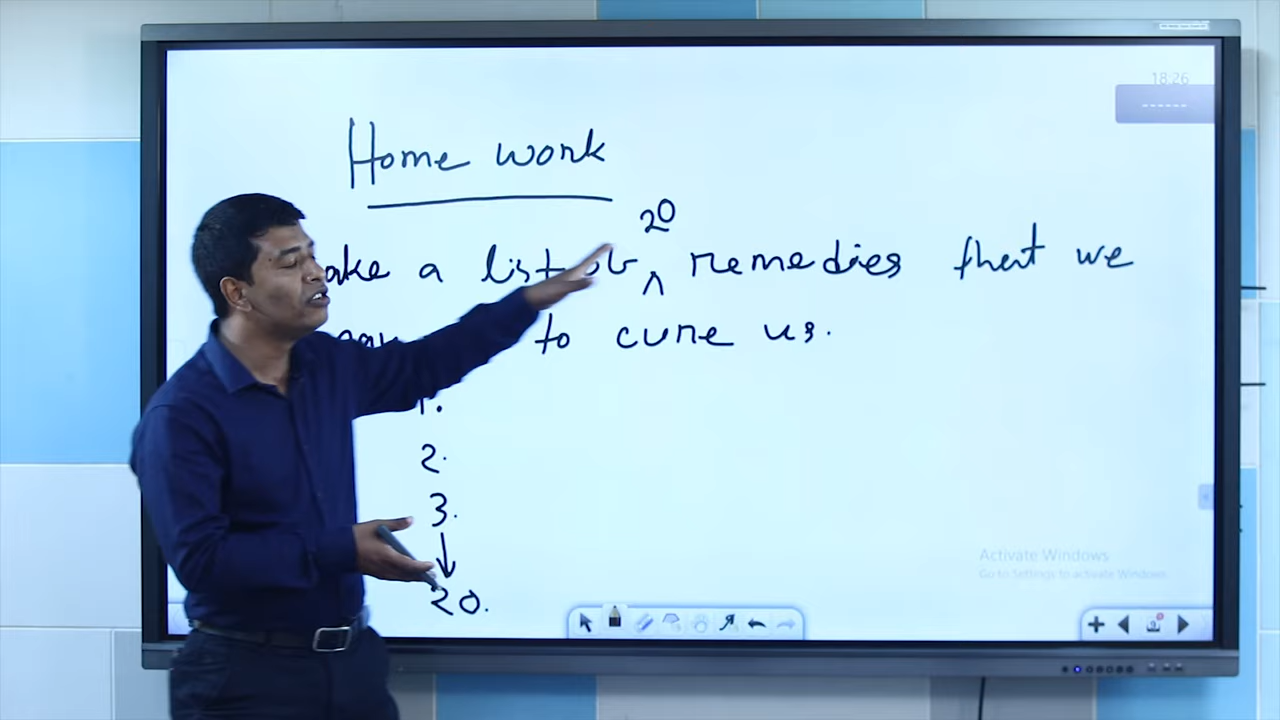 18:26
------
Home work
20
ake a list of ^ remedies that we
to cure us.
1.
2.
3.
20.
Activate Windows
Go to Settings to activate Windows.